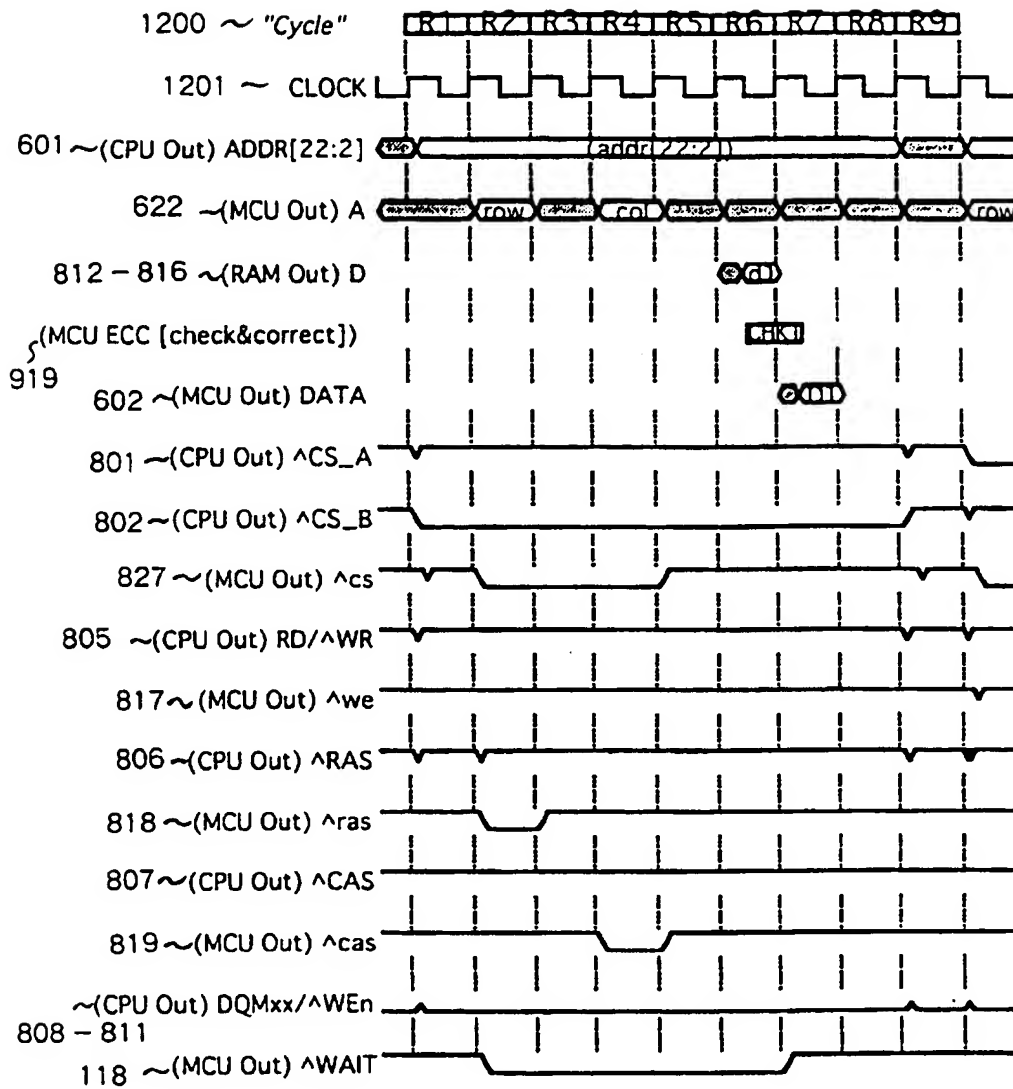 1200 ~ "Cycle" R1 R2 R3 R4 R5 R6 R7 R8 R9
1201 ~ CLOCK
601 ~(CPU Out) ADDR[22:2] (addr[22:2])
622 ~(MCU Out) A row col row
812 – 816 ~(RAM Out) D d1
(MCU ECC [check&correct]) CHK1
919
602 ~(MCU Out) DATA D1
801 ~(CPU Out) ^CS_A
802 ~(CPU Out) ^CS_B
827 ~(MCU Out) ^cs
805 ~(CPU Out) RD/^WR
817 ~(MCU Out) ^we
806 ~(CPU Out) ^RAS
818 ~(MCU Out) ^ras
807 ~(CPU Out) ^CAS
819 ~(MCU Out) ^cas
~(CPU Out) DQMxx/^WEn
808 – 811
118 ~(MCU Out) ^WAIT